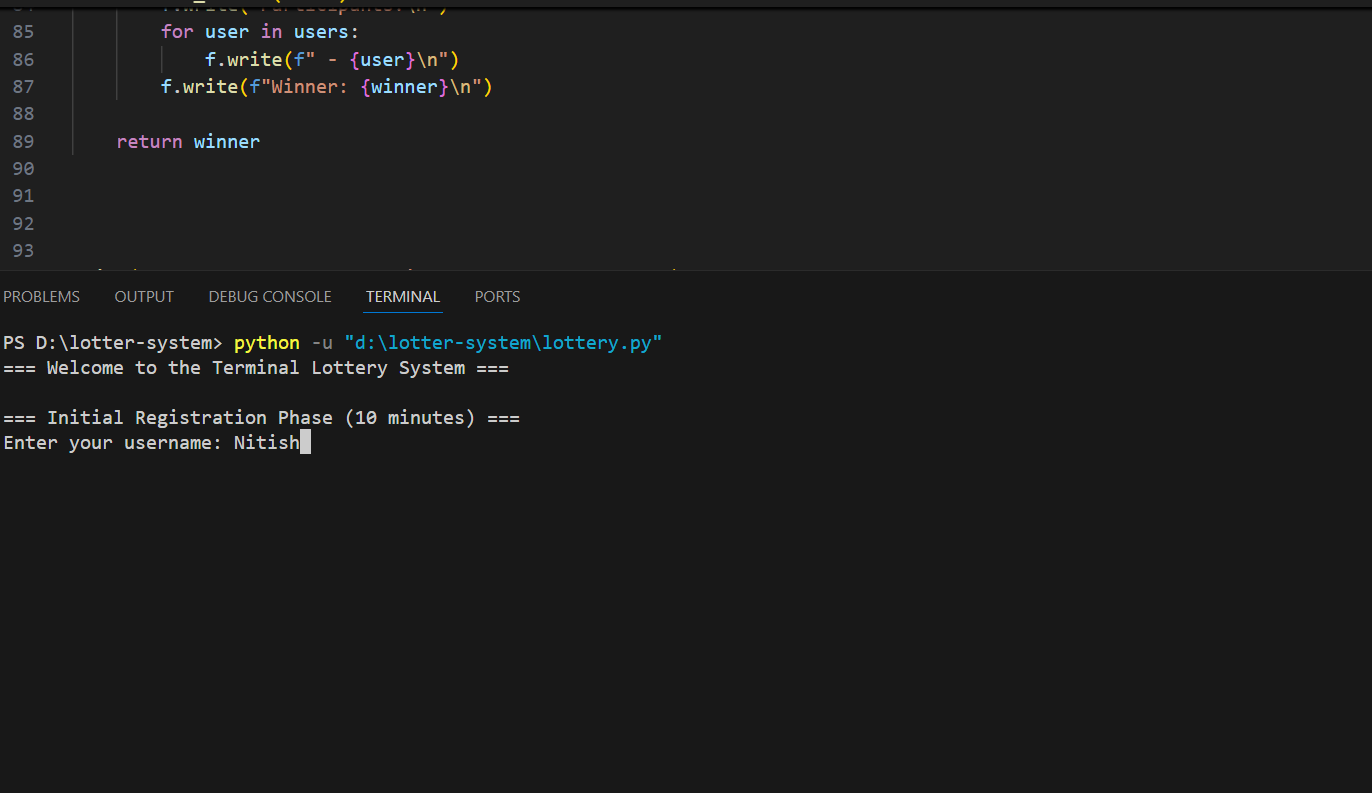 85 for user in users:
86 f.write(f" - {user}\n")
87 f.write(f"Winner: {winner}\n")
88
89 return winner
90
91
92
93
PROBLEMS OUTPUT DEBUG CONSOLE TERMINAL PORTS
PS D:\lotter-system> python -u "d:\lotter-system\lottery.py"
=== Welcome to the Terminal Lottery System ===
=== Initial Registration Phase (10 minutes) ===
Enter your username: Nitish